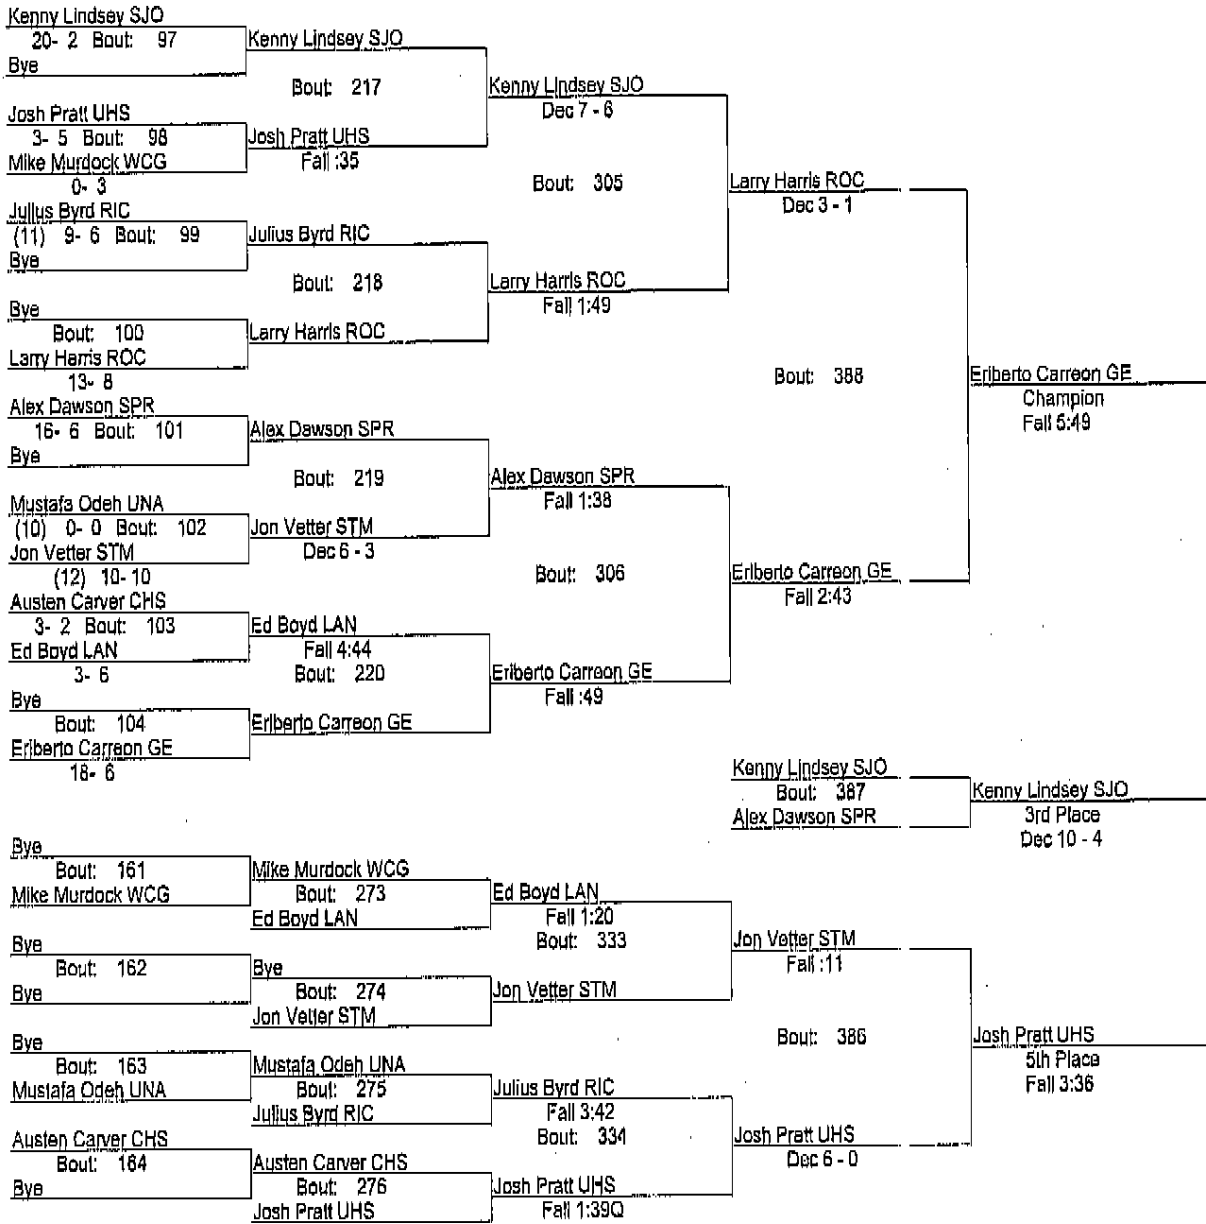 Kenny Lindsey SJO
20- 2 Bout: 97
Bye
Kenny Lindsey SJO
Bout: 217
Josh Pratt UHS
3- 5 Bout: 98
Mike Murdock WCG
0- 3
Josh Pratt UHS
Fall :35
Kenny Lindsey SJO
Dec 7 - 6
Bout: 305
Julius Byrd RIC
(11) 9- 6 Bout: 99
Bye
Julius Byrd RIC
Bout: 218
Bye
Bout: 100
Larry Harris ROC
13- 8
Larry Harris ROC
Larry Harris ROC
Fall 1:49
Larry Harris ROC
Dec 3 - 1
Bout: 388
Alex Dawson SPR
16- 6 Bout: 101
Bye
Alex Dawson SPR
Bout: 219
Mustafa Odeh UNA
(10) 0- 0 Bout: 102
Jon Vetter STM
(12) 10- 10
Jon Vetter STM
Dec 6 - 3
Alex Dawson SPR
Fall 1:38
Bout: 306
Austen Carver CHS
3- 2 Bout: 103
Ed Boyd LAN
3- 6
Ed Boyd LAN
Fall 4:44
Bout: 220
Bye
Bout: 104
Eriberto Carreon GE
18- 6
Eriberto Carreon GE
Eriberto Carreon GE
Fall :49
Eriberto Carreon GE
Fall 2:43
Eriberto Carreon GE
Champion
Fall 5:49
Kenny Lindsey SJO
Bout: 387
Alex Dawson SPR
Kenny Lindsey SJO
3rd Place
Dec 10 - 4
Bye
Bout: 161
Mike Murdock WCG
Mike Murdock WCG
Bout: 273
Ed Boyd LAN
Ed Boyd LAN
Fall 1:20
Bout: 333
Bye
Bout: 162
Bye
Bye
Bout: 274
Jon Vetter STM
Jon Vetter STM
Jon Vetter STM
Fall :11
Bout: 386
Bye
Bout: 163
Mustafa Odeh UNA
Mustafa Odeh UNA
Bout: 275
Julius Byrd RIC
Julius Byrd RIC
Fall 3:42
Bout: 334
Austen Carver CHS
Bout: 164
Bye
Austen Carver CHS
Bout: 276
Josh Pratt UHS
Josh Pratt UHS
Fall 1:39Q
Josh Pratt UHS
Dec 6 - 0
Josh Pratt UHS
5th Place
Fall 3:36